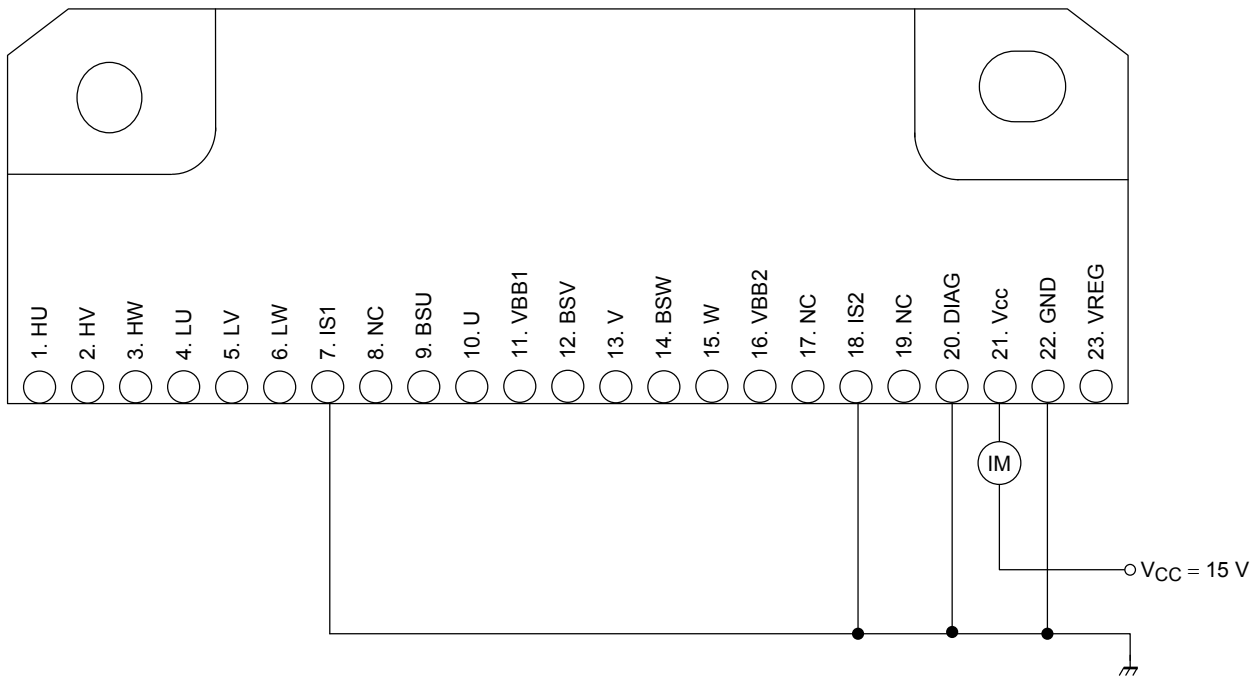 1. HU
2. HV
3. HW
4. LU
5. LV
6. LW
7. IS1
8. NC
9. BSU
10. U
11. VBB1
12. BSV
13. V
14. BSW
15. W
16. VBB2
17. NC
18. IS2
19. NC
20. DIAG
21. Vcc
22. GND
23. VREG
IM
VCC = 15 V